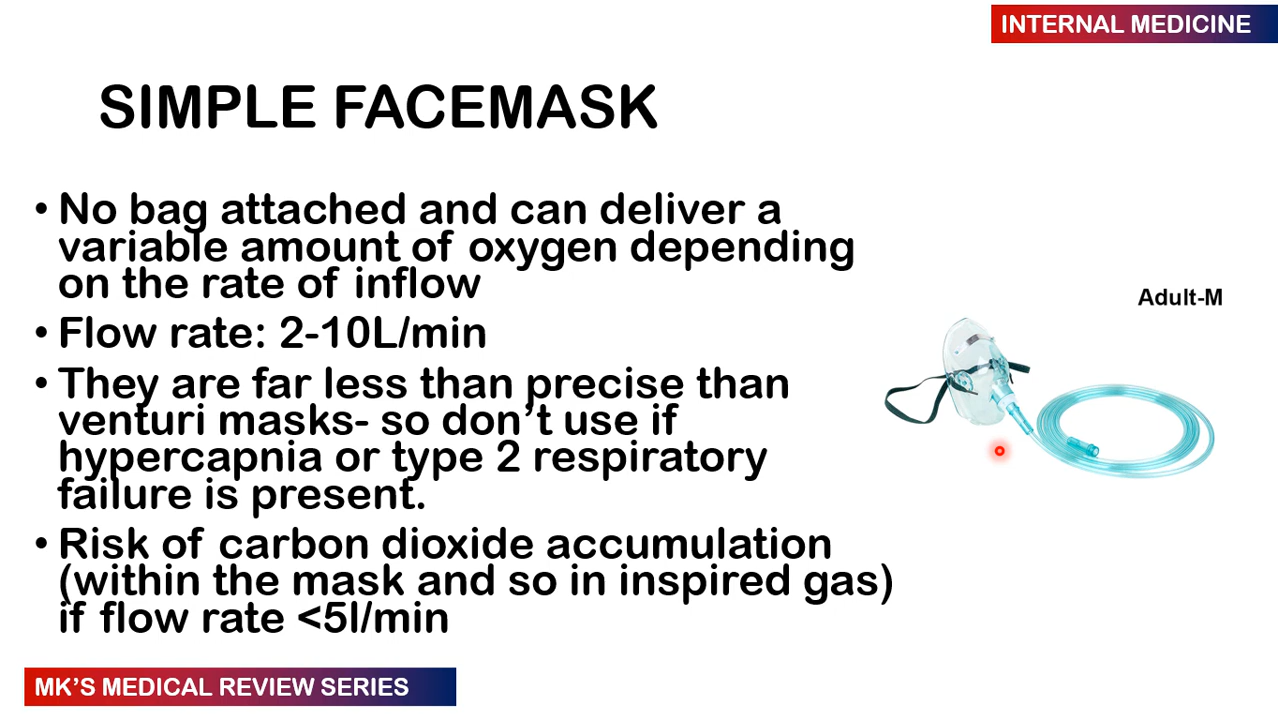 INTERNAL MEDICINE
SIMPLE FACEMASK
• No bag attached and can deliver a
variable amount of oxygen depending
on the rate of inflow
• Flow rate: 2-10L/min
• They are far less than precise than
venturi masks- so don’t use if
hypercapnia or type 2 respiratory
failure is present.
• Risk of carbon dioxide accumulation
(within the mask and so in inspired gas)
if flow rate <5l/min
Adult-M
MK’S MEDICAL REVIEW SERIES